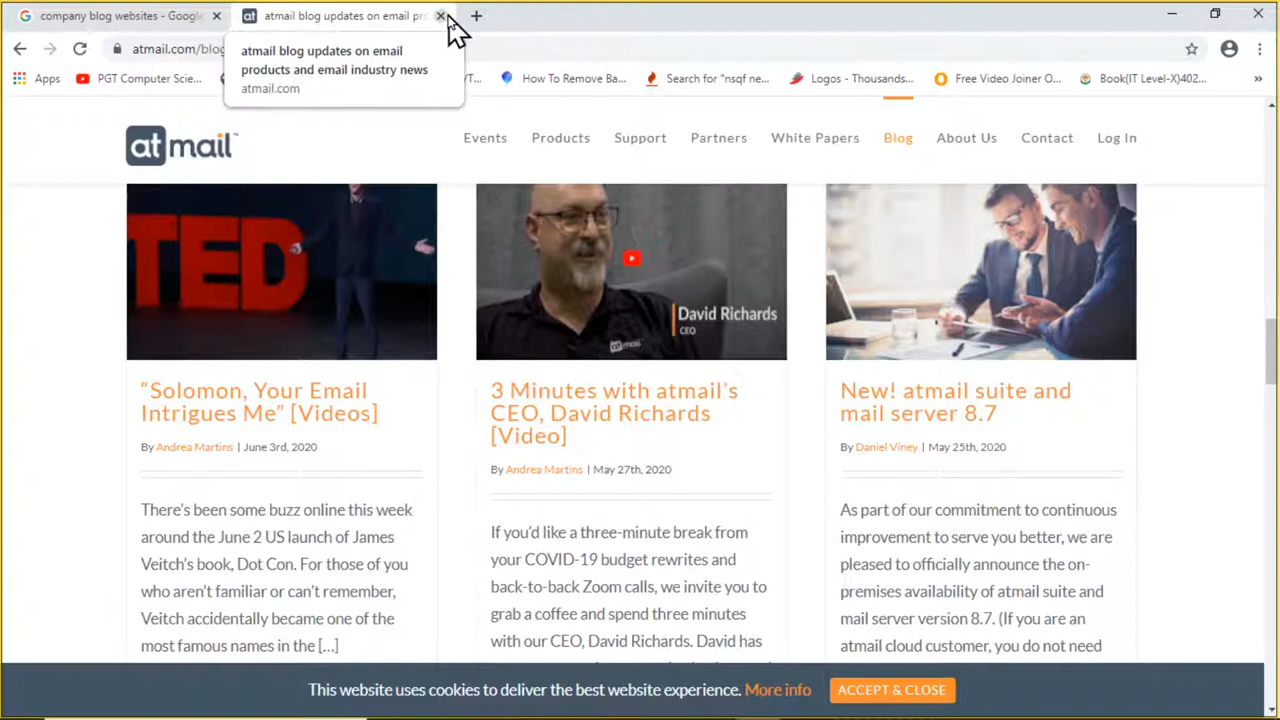 company blog websites - Google
atmail blog updates on email pro
atmail.com/blog
atmail blog updates on email
products and email industry news
atmail.com
Apps
PGT Computer Scie...
/T...
How To Remove Ba...
Search for "nsqf ne...
Logos - Thousands...
Free Video Joiner O...
Book(IT Level-X)402...
»
atmail™
Events Products Support Partners White Papers Blog About Us Contact Log In
TED
David Richards
CEO
atmail
“Solomon, Your Email
Intrigues Me” [Videos]
By Andrea Martins | June 3rd, 2020
There’s been some buzz online this week
around the June 2 US launch of James
Veitch’s book, Dot Con. For those of you
who aren’t familiar or can’t remember,
Veitch accidentally became one of the
most famous names in the [...]
3 Minutes with atmail’s
CEO, David Richards
[Video]
By Andrea Martins | May 27th, 2020
If you’d like a three-minute break from
your COVID-19 budget rewrites and
back-to-back Zoom calls, we invite you to
grab a coffee and spend three minutes
with our CEO, David Richards. David has
New! atmail suite and
mail server 8.7
By Daniel Viney | May 25th, 2020
As part of our commitment to continuous
improvement to serve you better, we are
pleased to officially announce the on-
premises availability of atmail suite and
mail server version 8.7. (If you are an
atmail cloud customer, you do not need
This website uses cookies to deliver the best website experience. More info
ACCEPT & CLOSE